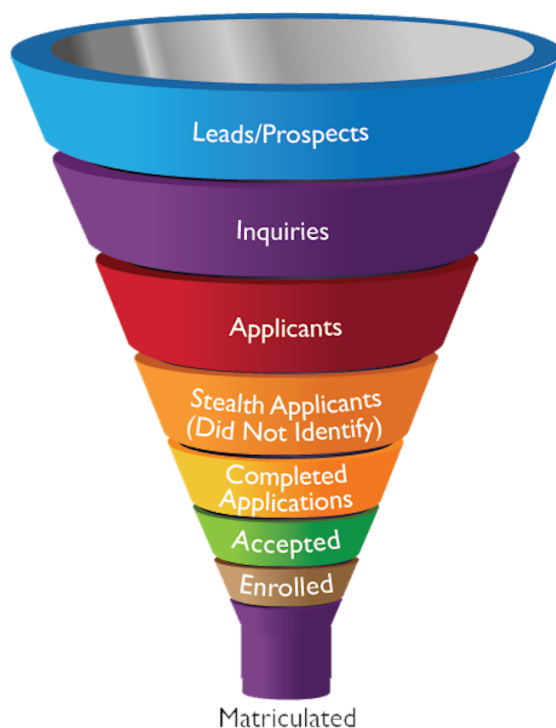 Leads/Prospects
Inquiries
Applicants
Stealth Applicants
(Did Not Identify)
Completed
Applications
Accepted
Enrolled
Matriculated